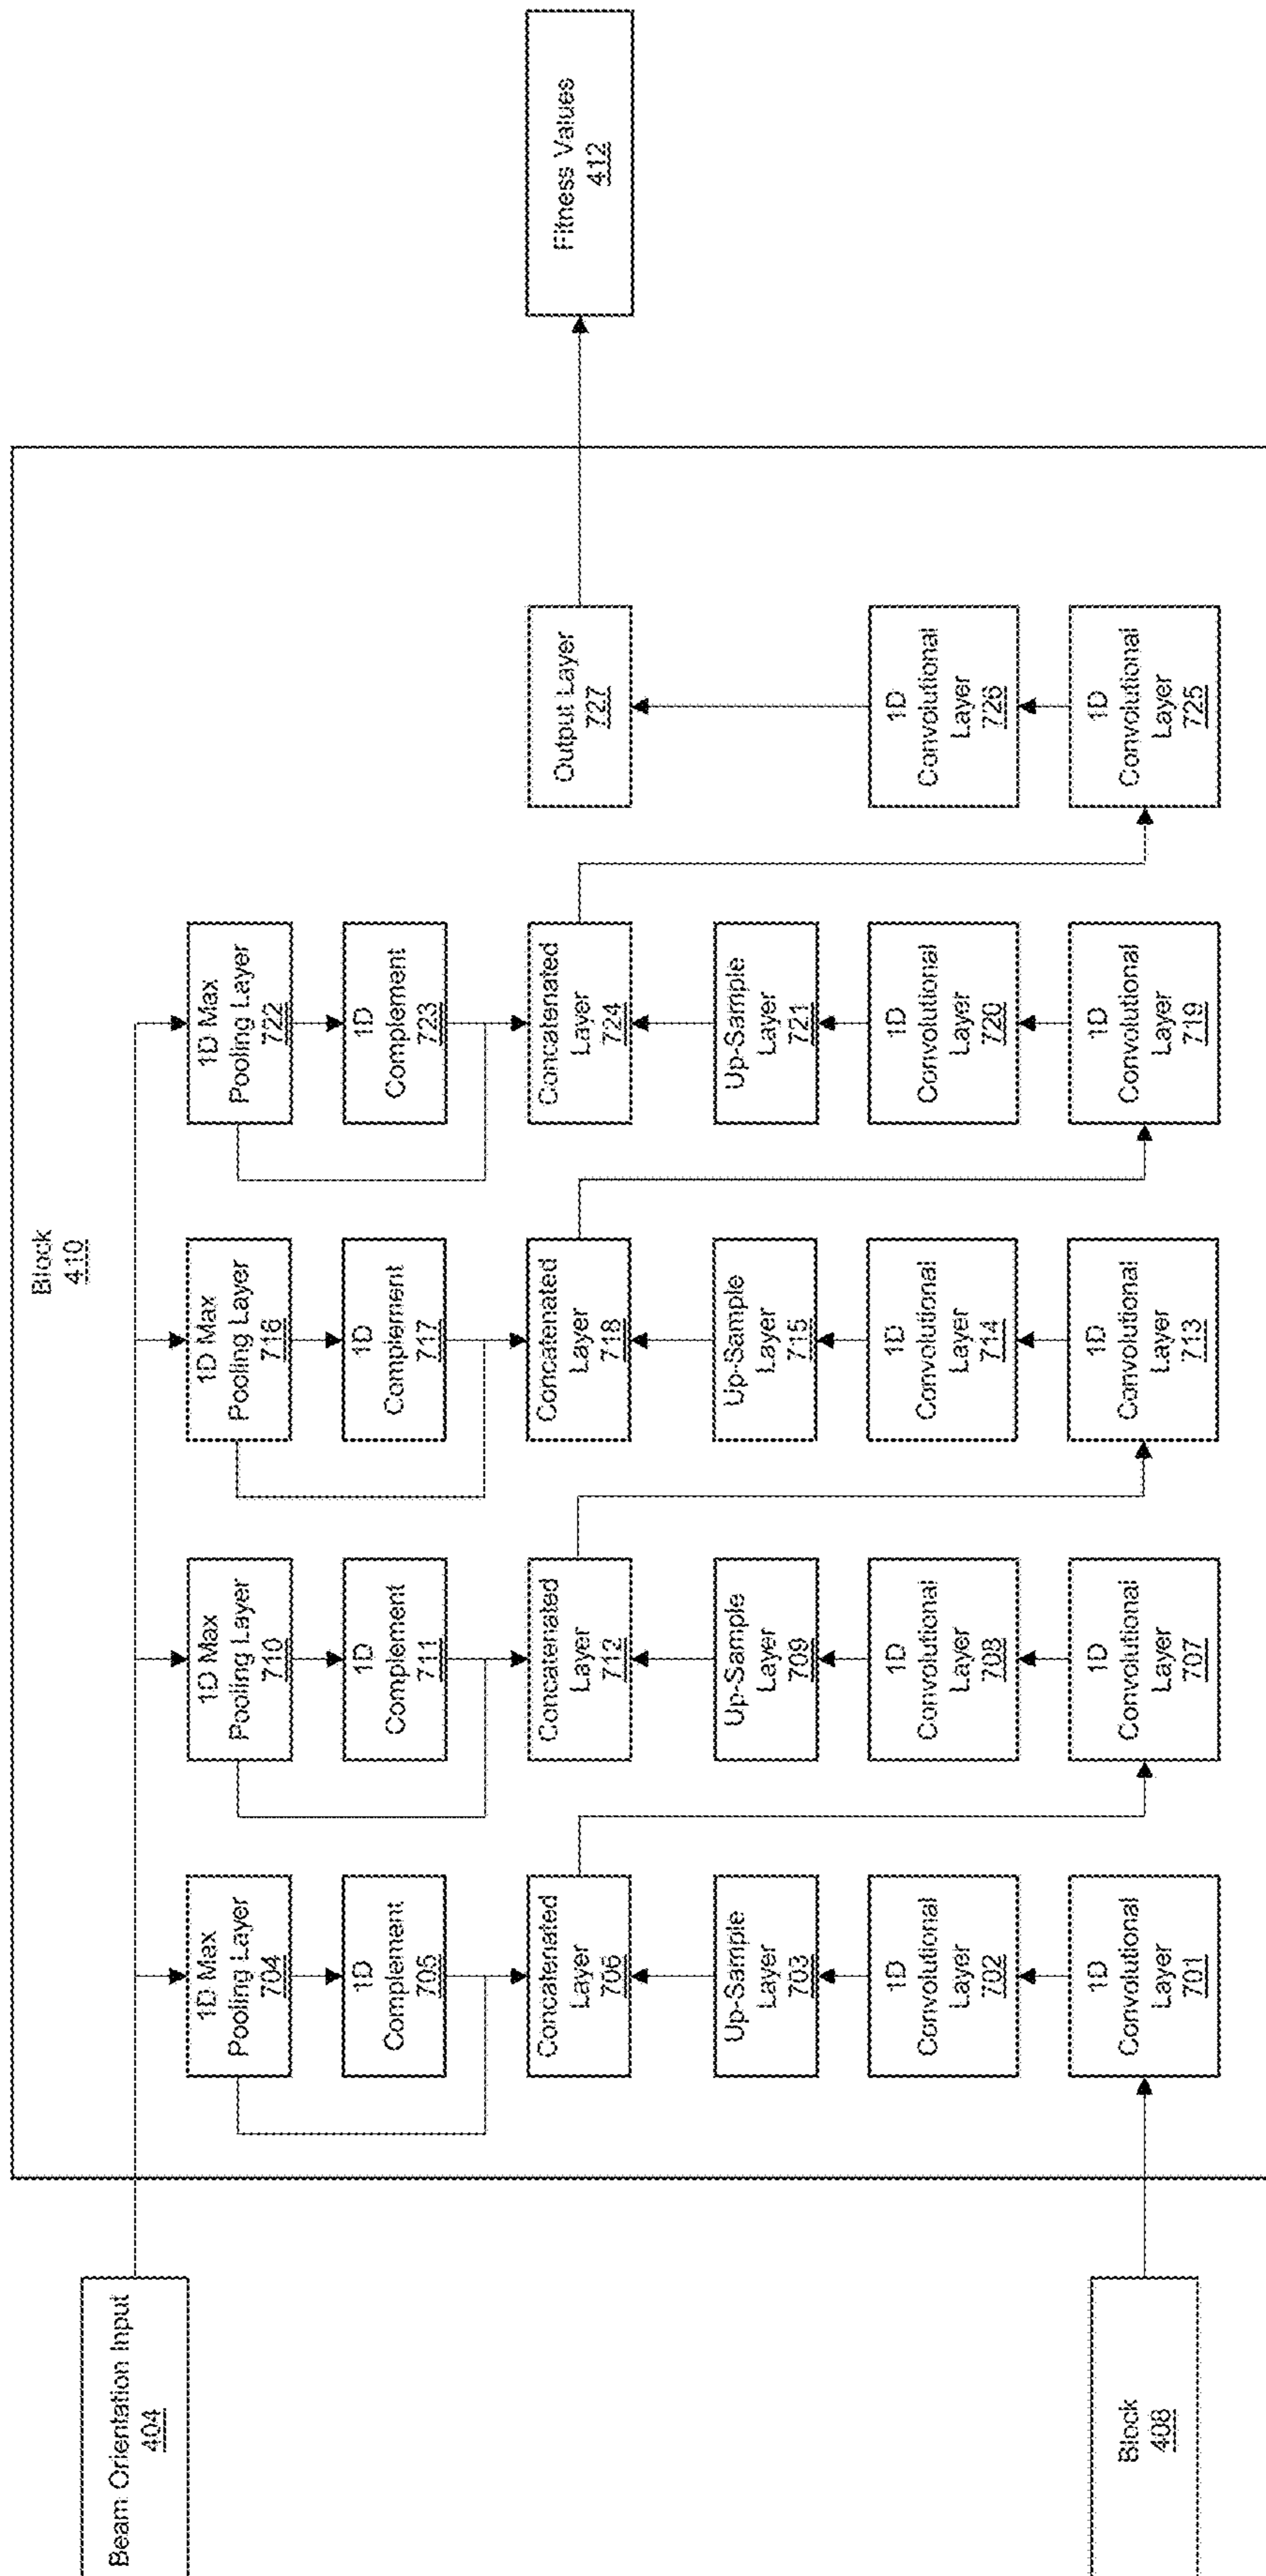 Beam Orientation Input
404
Block
408
Block
410
1D Max
Pooling Layer
704
1D
Complement
705
Concatenated
Layer
706
Up-Sample
Layer
703
1D
Convolutional
Layer
702
1D
Convolutional
Layer
701
1D Max
Pooling Layer
710
1D
Complement
711
Concatenated
Layer
712
Up-Sample
Layer
709
1D
Convolutional
Layer
708
1D
Convolutional
Layer
707
1D Max
Pooling Layer
716
1D
Complement
717
Concatenated
Layer
718
Up-Sample
Layer
715
1D
Convolutional
Layer
714
1D
Convolutional
Layer
713
1D Max
Pooling Layer
722
1D
Complement
723
Concatenated
Layer
724
Up-Sample
Layer
721
1D
Convolutional
Layer
720
1D
Convolutional
Layer
719
Output Layer
727
1D
Convolutional
Layer
726
1D
Convolutional
Layer
725
Fitness Values
412